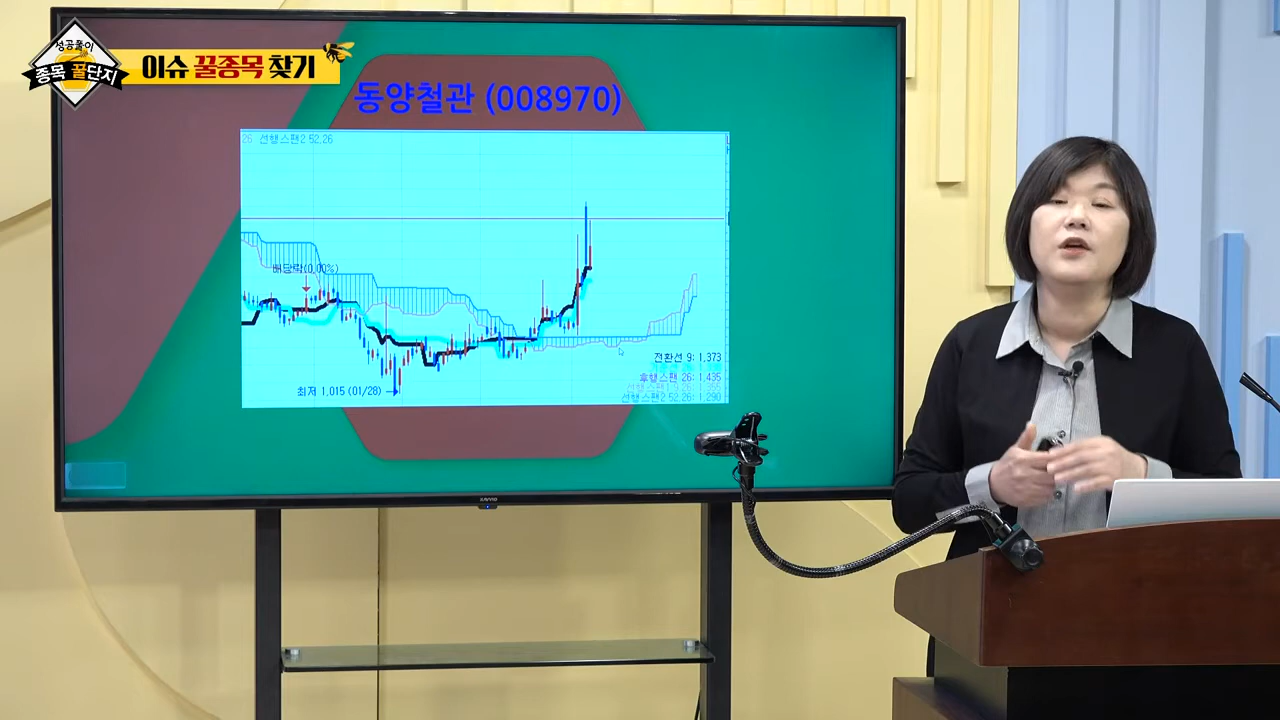 성공풀이
종목 꿀단지
이슈 꿀종목 찾기
동양철관 (008970)
26 선행스팬2 52,26
배당락(0,00%)
최저 1,015 (01/28)
전환선 9: 1,373
후행스팬 26: 1,435
선행스팬2 52,26: 1,290